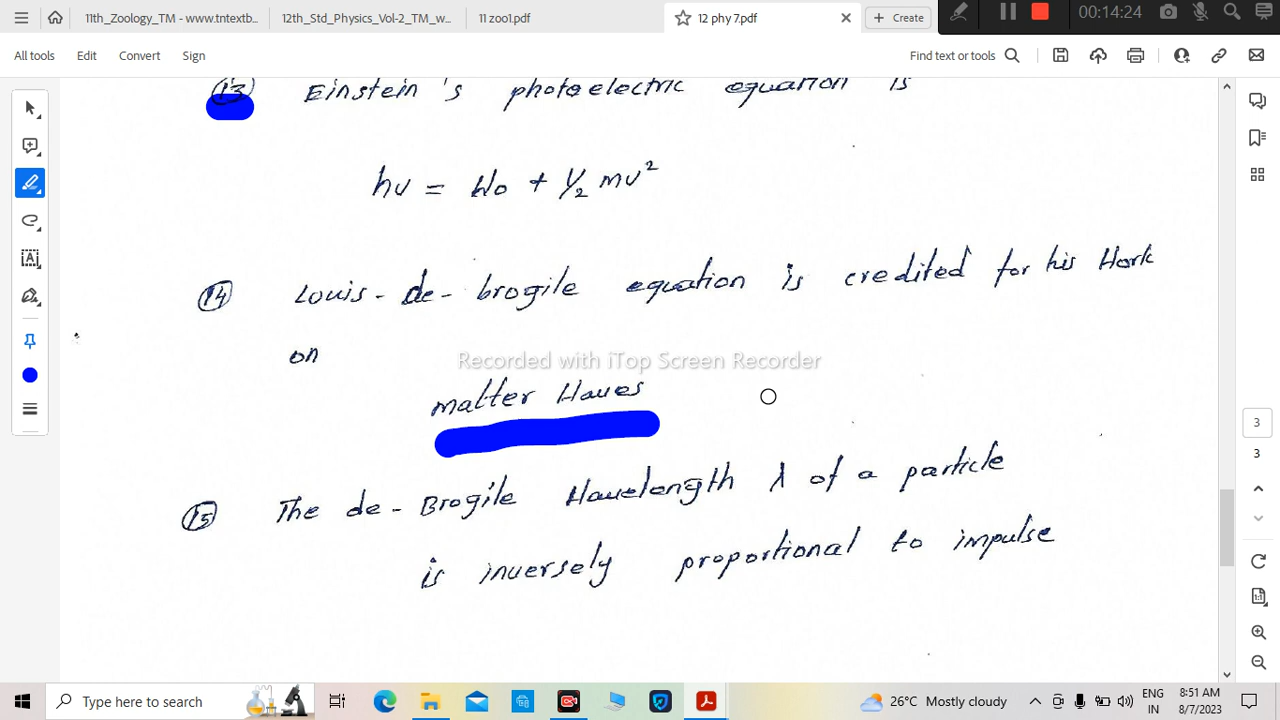 11th_Zoology_TM - www.tntextb...
12th_Std_Physics_Vol-2_TM_w...
11 zoo1.pdf
12 phy 7.pdf
Create
00:14:24
All tools Edit Convert Sign
Find text or tools
(13) Einstein's photoelectric equation is
hν = W0 + 1/2 mv²
(14) Louis-de-brogile equation is credited for his Work
on
Recorded with iTop Screen Recorder
matter Waves
(15) The de-Brogile Wavelength λ of a particle
is inversely proportional to impulse
3
3
Type here to search
26°C Mostly cloudy
ENG
IN
8:51 AM
8/7/2023